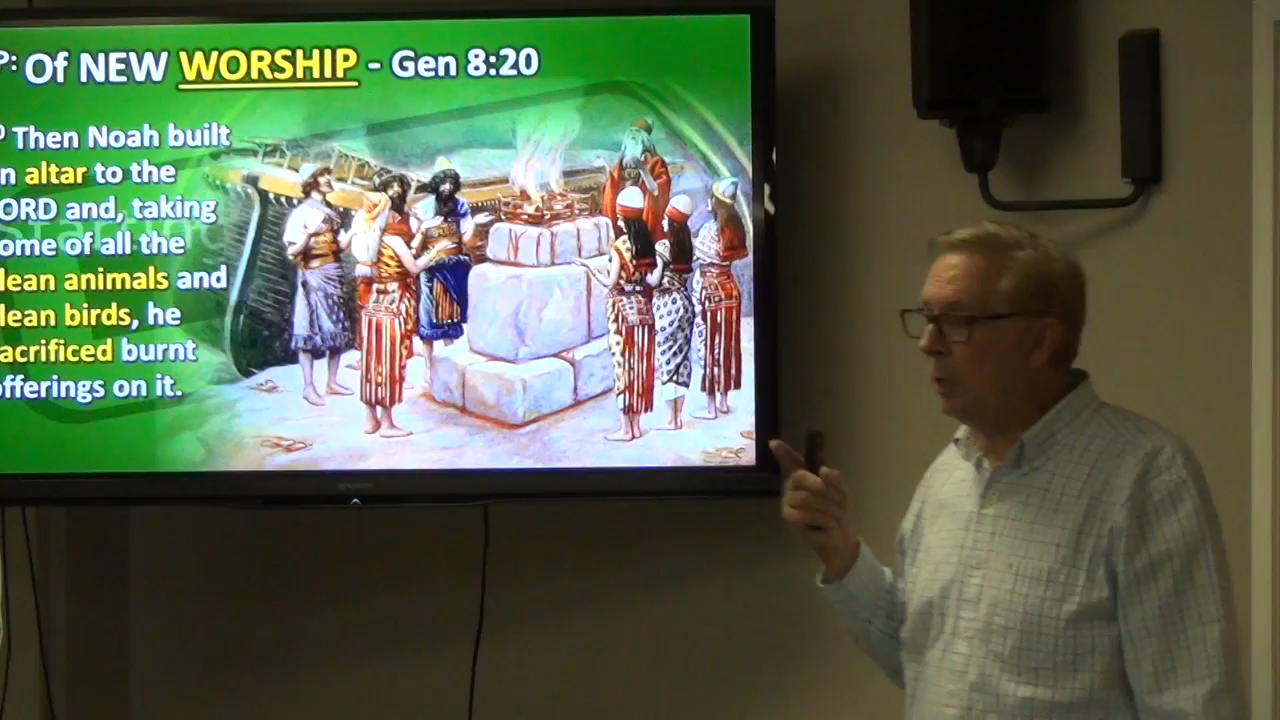 P: Of NEW WORSHIP - Gen 8:20
0 Then Noah built
n altar to the
ORD and, taking
ome of all the
lean animals and
lean birds, he
acrificed burnt
offerings on it.